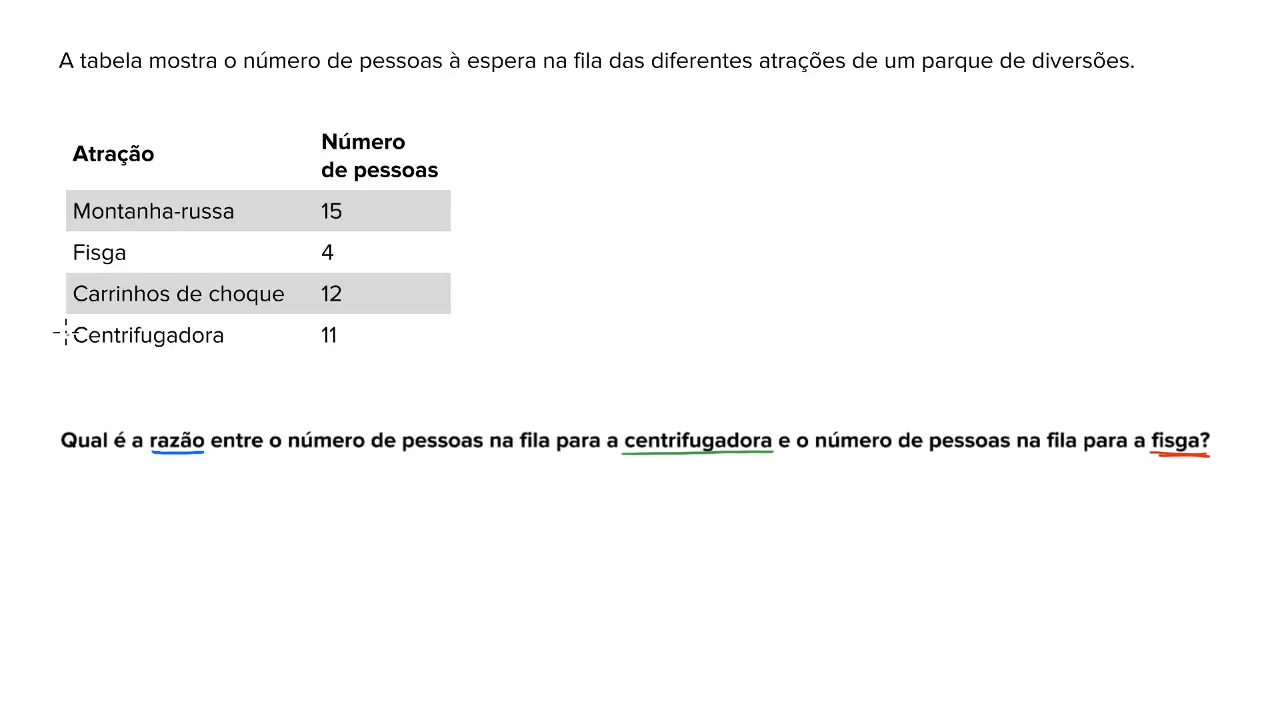 A tabela mostra o número de pessoas à espera na fila das diferentes atrações de um parque de diversões.
Atração Número de pessoas
Montanha-russa 15
Fisga 4
Carrinhos de choque 12
Centrifugadora 11
Qual é a razão entre o número de pessoas na fila para a centrifugadora e o número de pessoas na fila para a fisga?